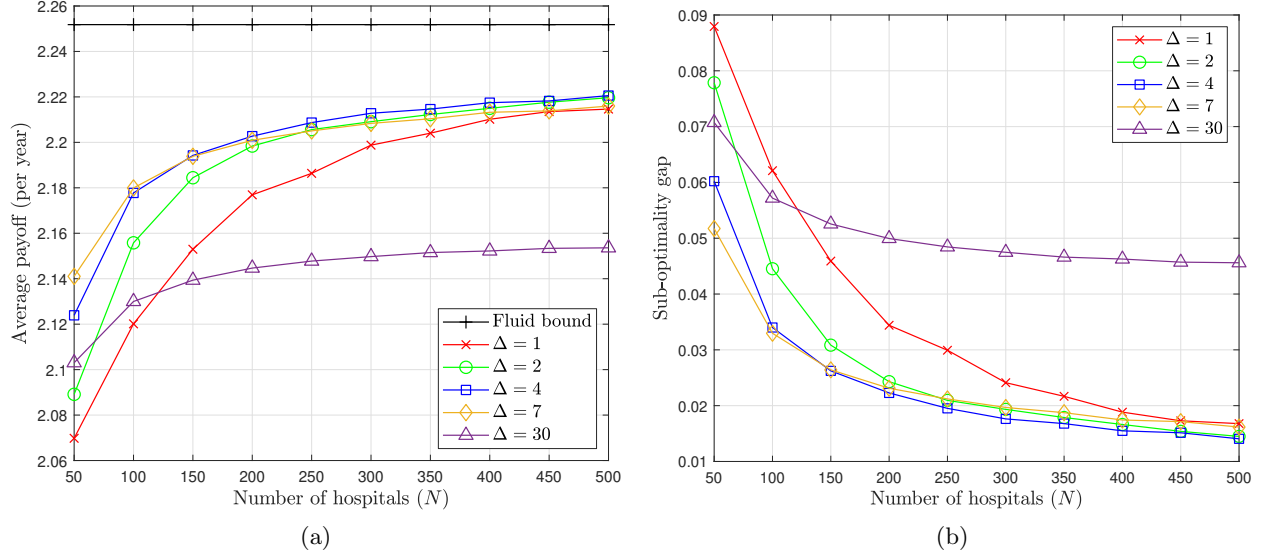 2.26
2.24
2.22
2.2
2.18
2.16
2.14
2.12
2.1
2.08
2.06
Average payoff (per year)
50 100 150 200 250 300 350 400 450 500
Number of hospitals (N)
Fluid bound
Δ = 1
Δ = 2
Δ = 4
Δ = 7
Δ = 30
(a)
0.09
0.08
0.07
0.06
0.05
0.04
0.03
0.02
0.01
Sub-optimality gap
50 100 150 200 250 300 350 400 450 500
Number of hospitals (N)
Δ = 1
Δ = 2
Δ = 4
Δ = 7
Δ = 30
(b)